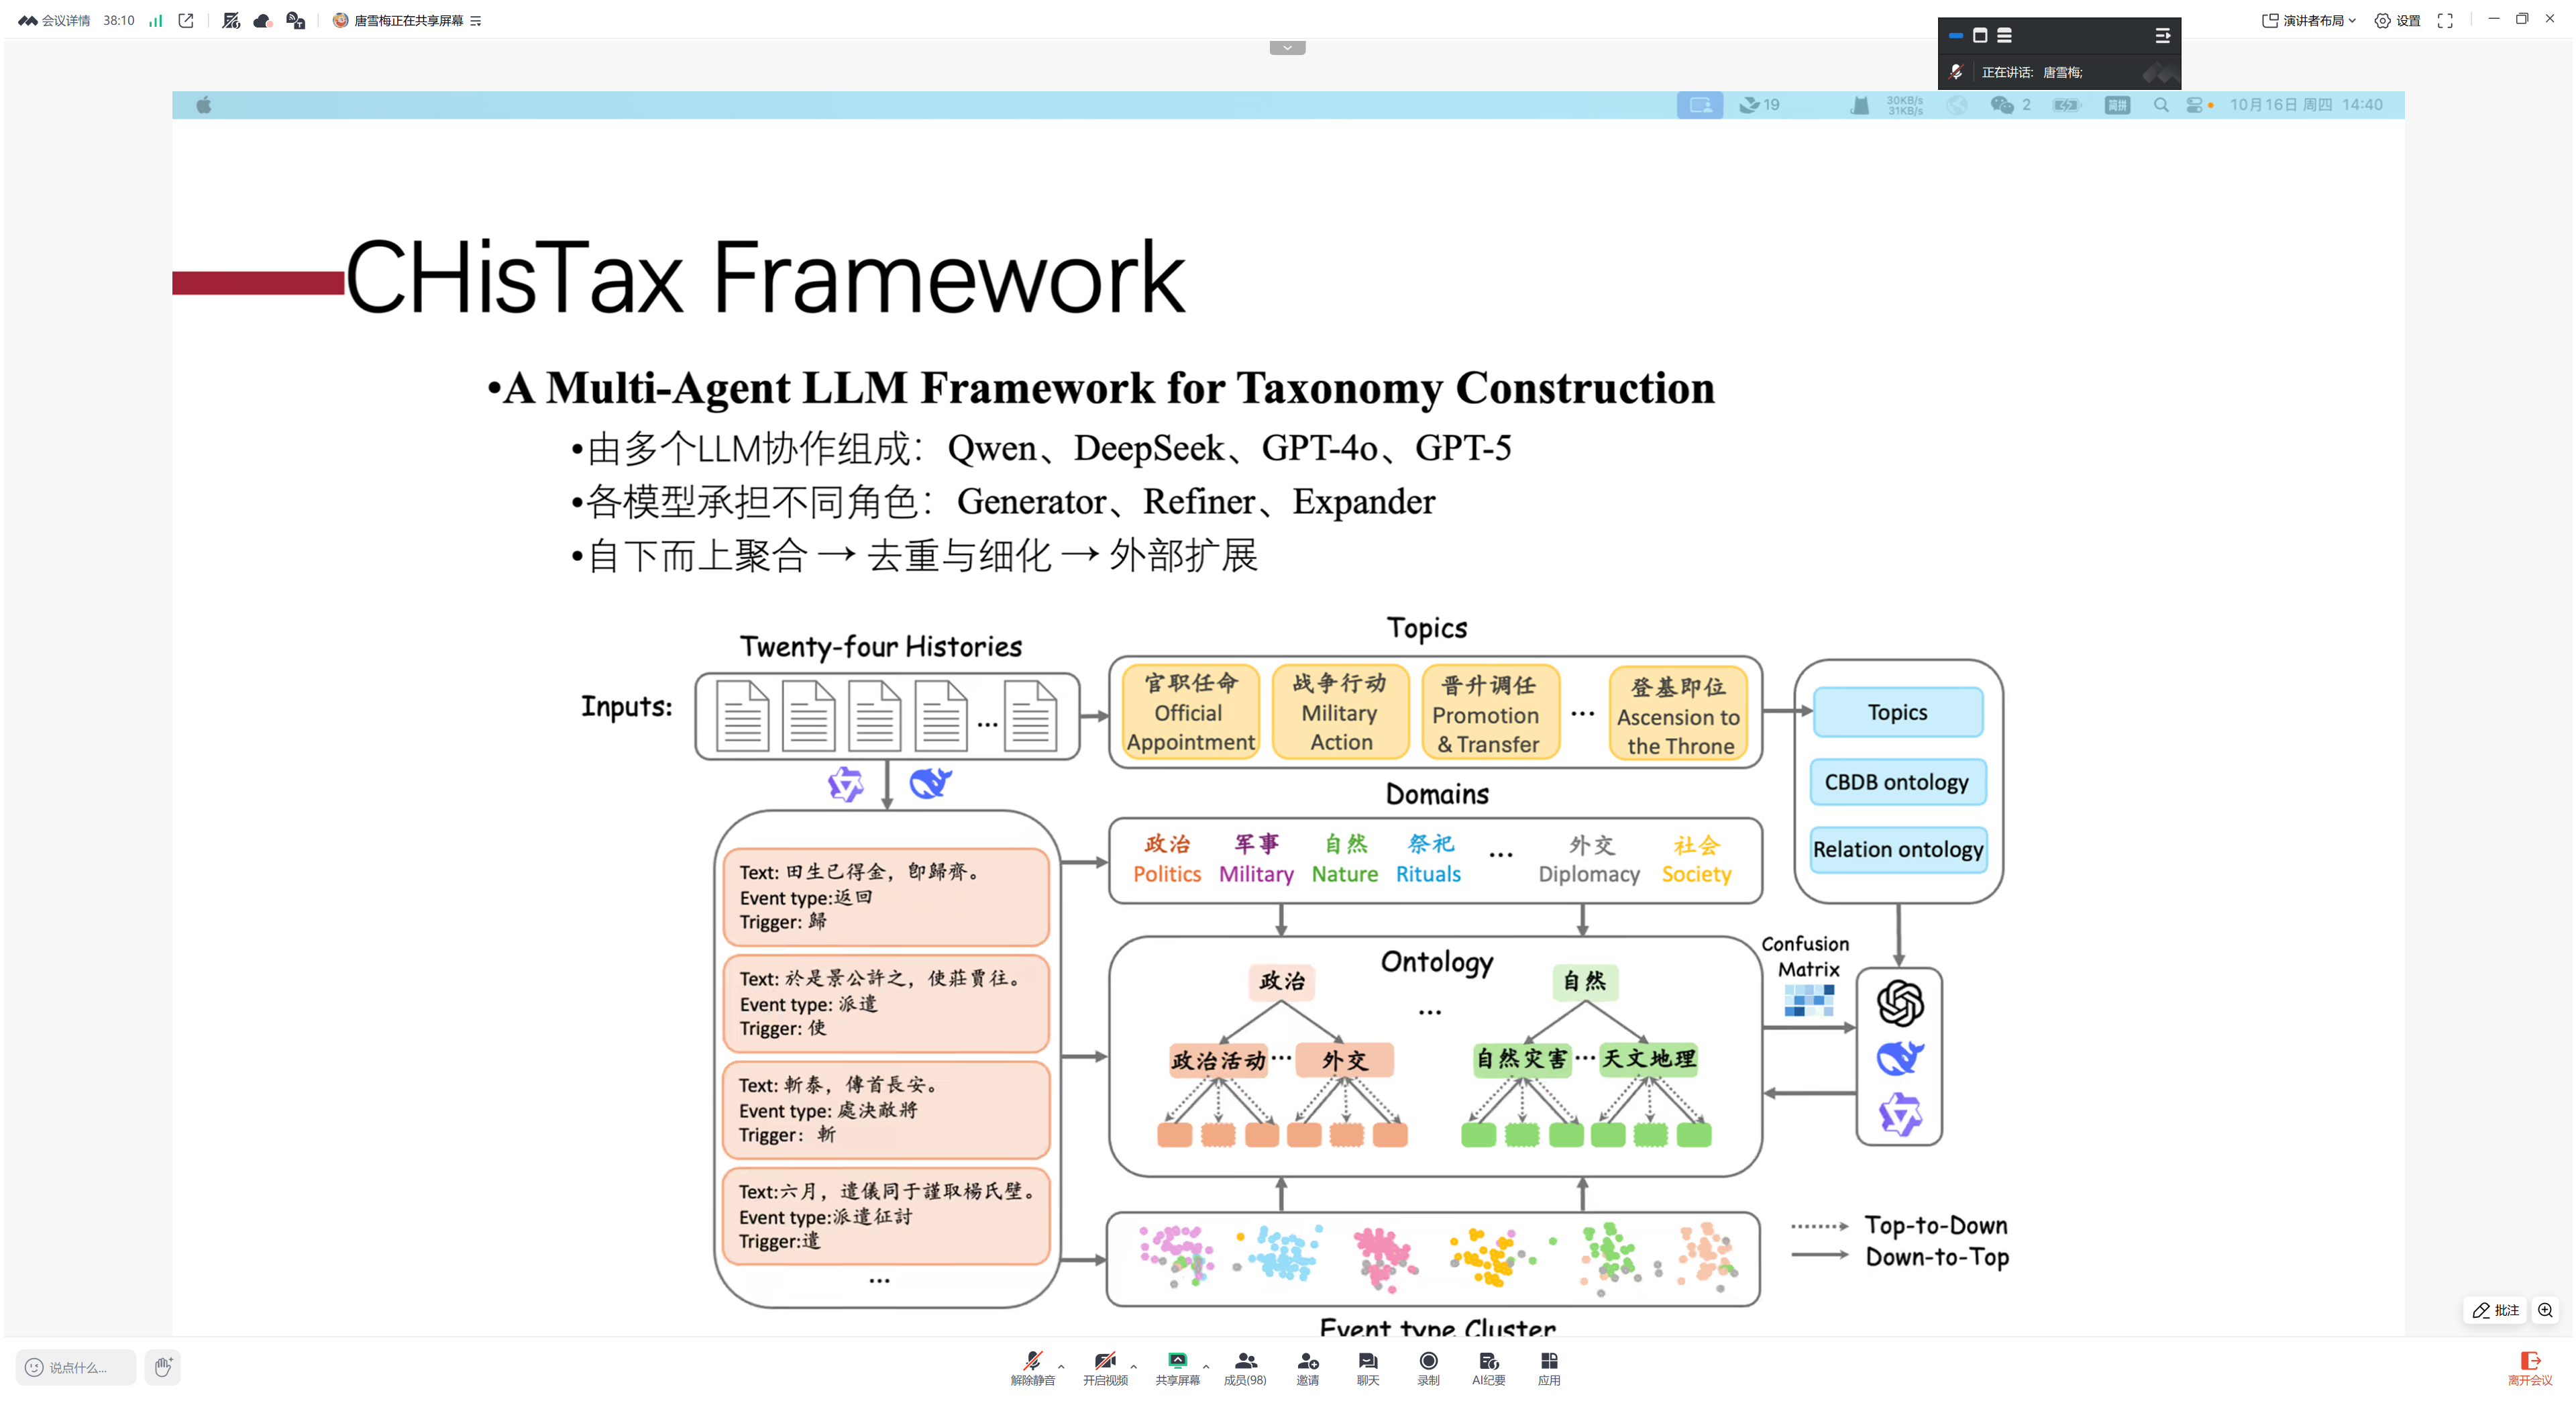 会议详情 38:10 唐雪梅正在共享屏幕 演讲者布局 设置
正在讲话: 唐雪梅;
19 30KB/s 31KB/s 2 简拼 10月16日 周四 14:40
CHisTax Framework
•A Multi-Agent LLM Framework for Taxonomy Construction
•由多个LLM协作组成：Qwen、DeepSeek、GPT-4o、GPT-5
•各模型承担不同角色：Generator、Refiner、Expander
•自下而上聚合 → 去重与细化 → 外部扩展
Inputs:
Twenty-four Histories
...
Topics
官职任命
Official
Appointment
战争行动
Military
Action
晋升调任
Promotion
& Transfer
...
登基即位
Ascension to
the Throne
Topics
CBDB ontology
Relation ontology
Text: 田生已得金，卽歸齊。
Event type:返回
Trigger: 歸
Text: 於是景公許之，使莊賈往。
Event type: 派遣
Trigger: 使
Text: 斬泰，傳首長安。
Event type: 處決敵將
Trigger: 斬
Text:六月，遣儀同于謹取楊氏壁。
Event type:派遣征討
Trigger:遣
...
Domains
政治
Politics
军事
Military
自然
Nature
祭祀
Rituals
...
外交
Diplomacy
社会
Society
Ontology
政治
...
自然
政治活动 ... 外交
自然灾害 ... 天文地理
Confusion
Matrix
Top-to-Down
Down-to-Top
Event type Cluster
批注
说点什么...
解除静音 开启视频 共享屏幕 成员(98) 邀请 聊天 录制 AI纪要 应用 离开会议